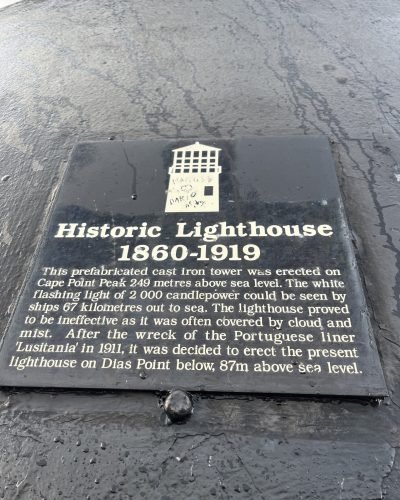 Historic Lighthouse
1860-1919
This prefabricated cast iron tower was erected on
Cape Point Peak 249 metres above sea level. The white
flashing light of 2 000 candlepower could be seen by
ships 67 kilometres out to sea. The lighthouse proved
to be ineffective as it was often covered by cloud and
mist. After the wreck of the Portuguese liner
'Lusitania' in 1911, it was decided to erect the present
lighthouse on Dias Point below, 87m above sea level.